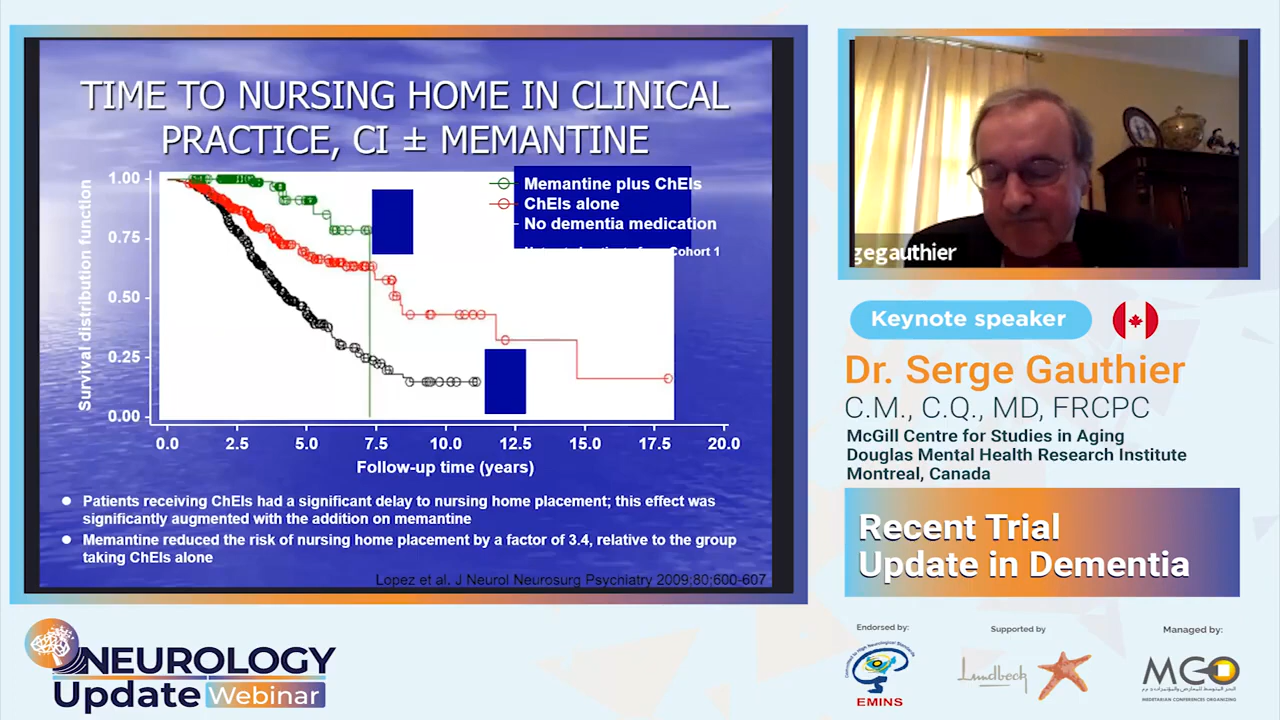 TIME TO NURSING HOME IN CLINICAL
PRACTICE, CI ± MEMANTINE
Survival distribution function
1.00
0.75
0.50
0.25
0.00
Memantine plus ChEIs
ChEIs alone
No dementia medication
Cohort 1
0.0 2.5 5.0 7.5 10.0 12.5 15.0 17.5 20.0
Follow-up time (years)
● Patients receiving ChEIs had a significant delay to nursing home placement; this effect was
significantly augmented with the addition on memantine
● Memantine reduced the risk of nursing home placement by a factor of 3.4, relative to the group
taking ChEIs alone
Lopez et al. J Neurol Neurosurg Psychiatry 2009;80;600-607
gegauthier
Keynote speaker
Dr. Serge Gauthier
C.M., C.Q., MD, FRCPC
McGill Centre for Studies in Aging
Douglas Mental Health Research Institute
Montreal, Canada
Recent Trial
Update in Dementia
NEUROLOGY
Update Webinar
Endorsed by:
EMINS
Supported by
Lundbeck
Managed by:
MCO
MEDITARIAN CONFERENCES ORGANIZING